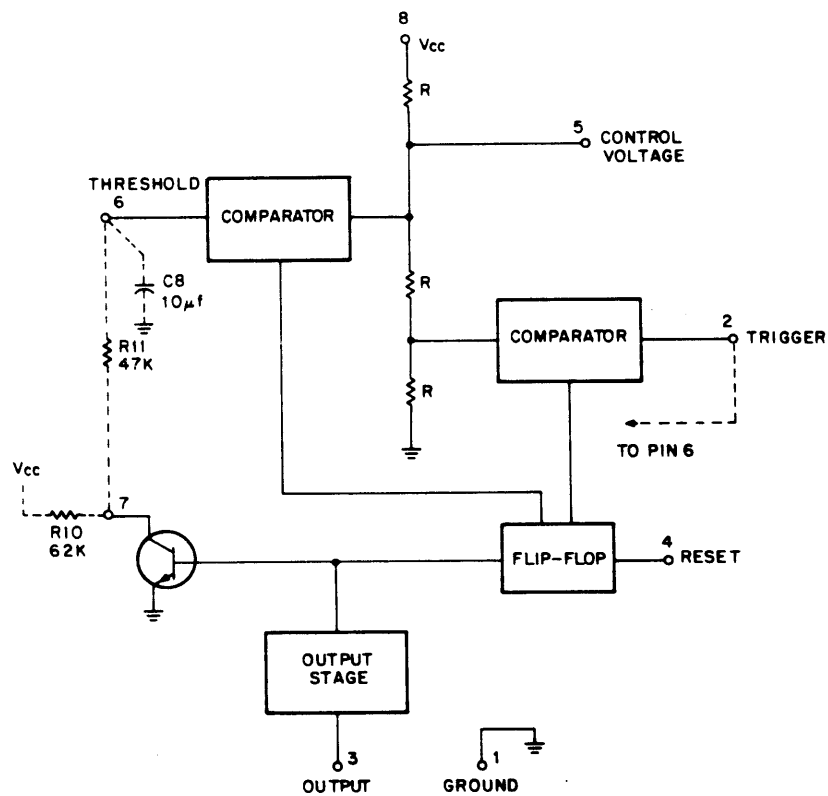 8
Vcc
R
5
CONTROL
VOLTAGE
THRESHOLD
6
COMPARATOR
C8
10µf
R
2
COMPARATOR
TRIGGER
R11
47K
R
TO PIN 6
Vcc
7
R10
62K
4
FLIP-FLOP
RESET
OUTPUT
STAGE
3
OUTPUT
1
GROUND